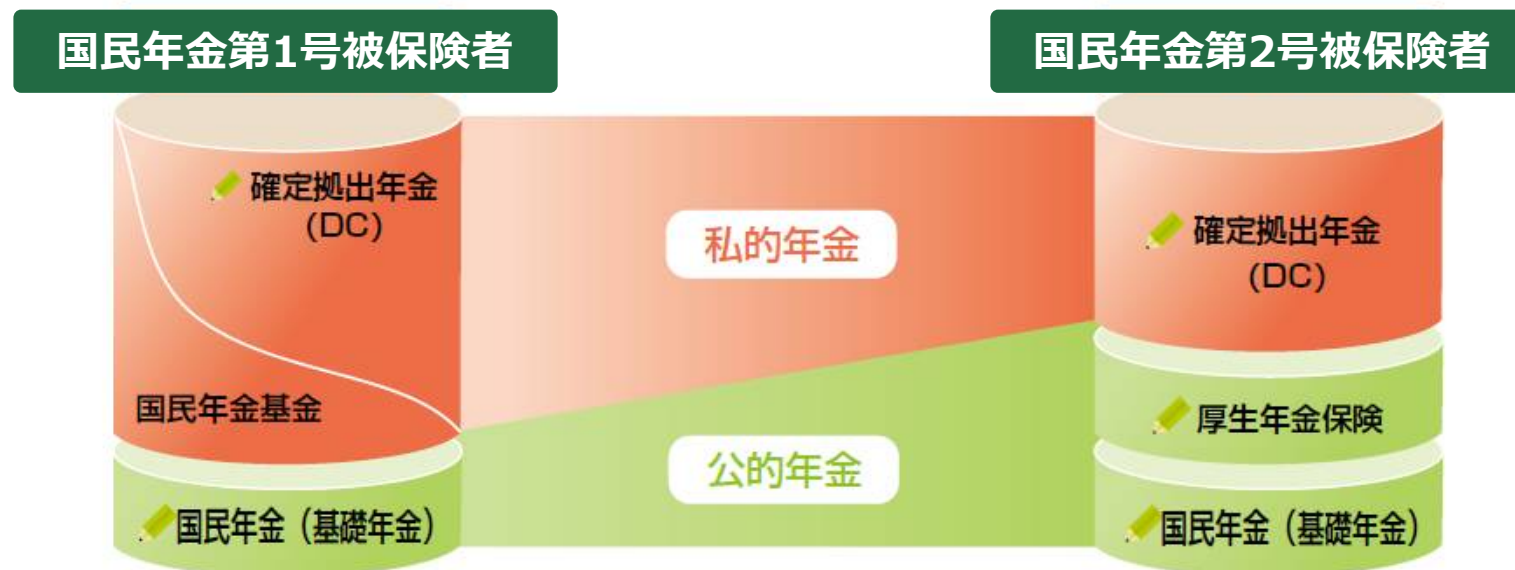 国民年金第1号被保険者
国民年金第2号被保険者
確定拠出年金
(DC)
国民年金基金
国民年金（基礎年金）
私的年金
公的年金
確定拠出年金
(DC)
厚生年金保険
国民年金（基礎年金）